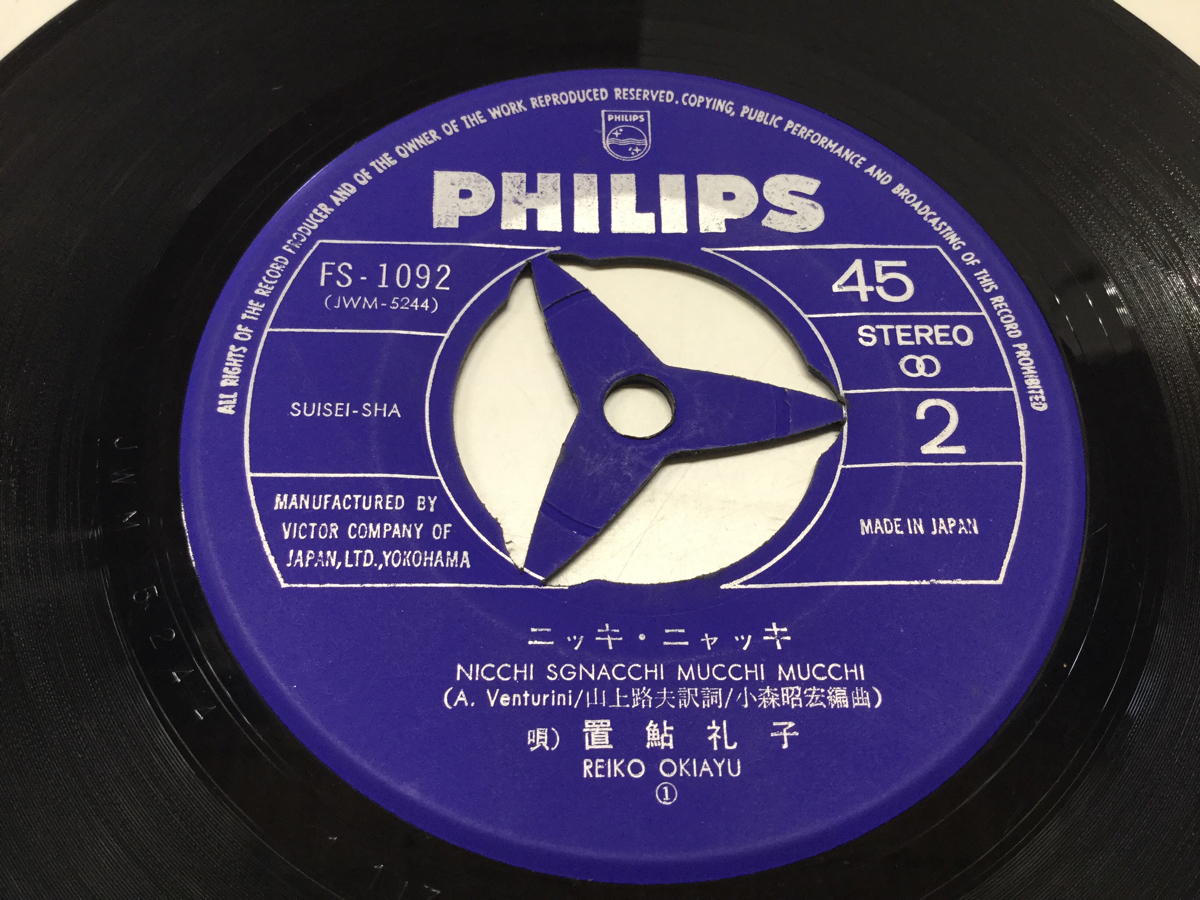 ALL RIGHTS OF THE RECORD PRODUCER AND OF THE OWNER OF THE WORK REPRODUCED RESERVED. COPYING, PUBLIC PERFORMANCE AND BROADCASTING OF THIS RECORD PROHIBITED
PHILIPS
PHILIPS
FS-1092
(JWM-5244)
SUISEI-SHA
MANUFACTURED BY
VICTOR COMPANY OF
JAPAN, LTD., YOKOHAMA
45
STEREO
2
MADE IN JAPAN
ニッキ・ニャッキ
NICCHI SGNACCHI MUCCHI MUCCHI
(A. Venturini/山上路夫訳詞/小森昭宏編曲)
唄) 置鮎礼子
REIKO OKIAYU
①
JWM 5244